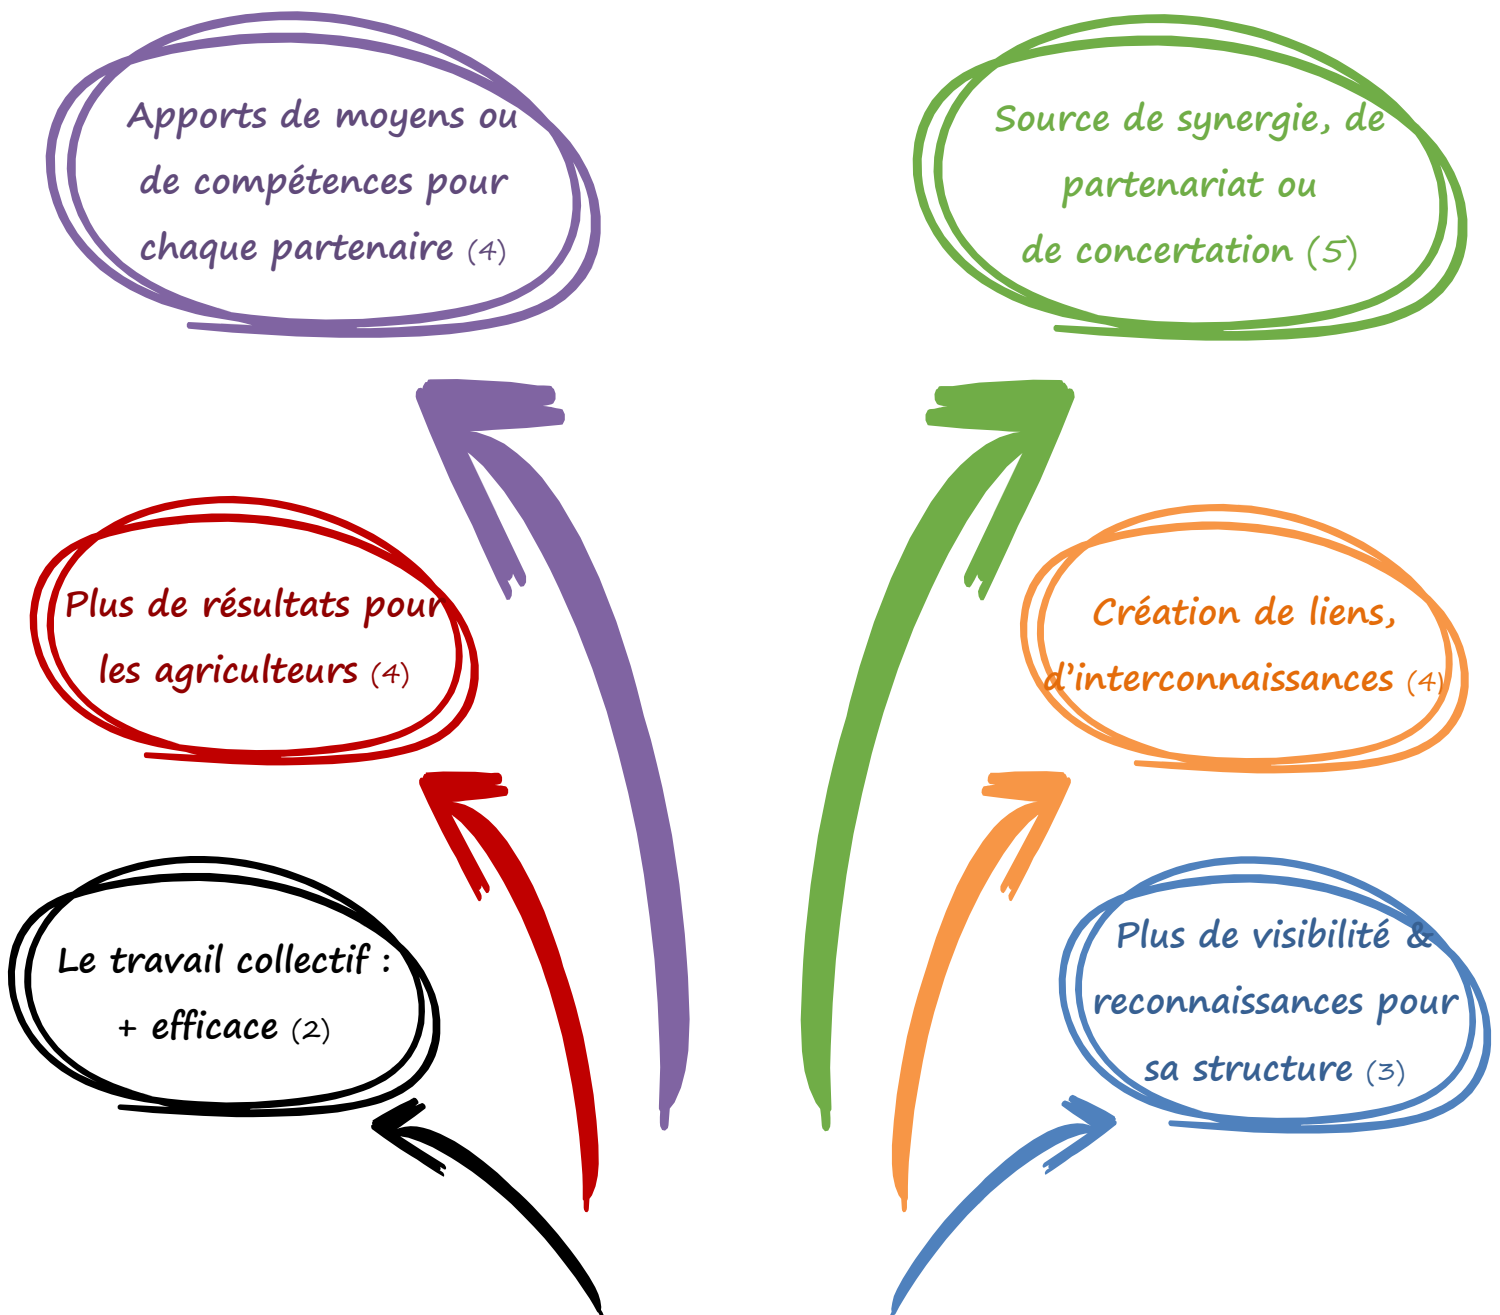 Apports de moyens ou
de compétences pour
chaque partenaire (4)
Source de synergie, de
partenariat ou
de concertation (5)
Plus de résultats pour
les agriculteurs (4)
Création de liens,
d'interconnaissances (4)
Le travail collectif :
+ efficace (2)
Plus de visibilité &
reconnaissances pour
sa structure (3)